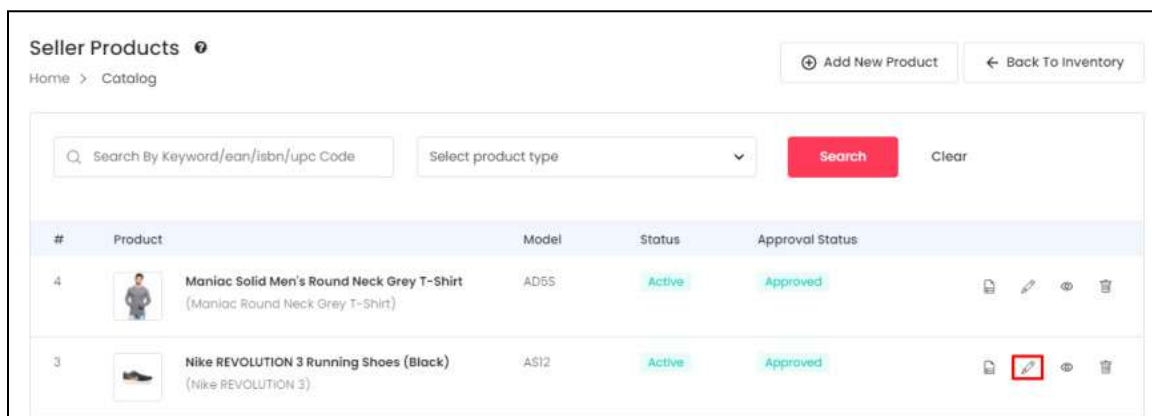 Seller Products
Home > Catalog
Add New Product
Back To Inventory
Search By Keyword/ean/isbn/upc Code
Select product type
Search
Clear
# Product Model Status Approval Status
4 Maniac Solid Men's Round Neck Grey T-Shirt AD5S Active Approved
(Maniac Round Neck Grey T-Shirt)
3 Nike REVOLUTION 3 Running Shoes (Black) AS12 Active Approved
(Nike REVOLUTION 3)